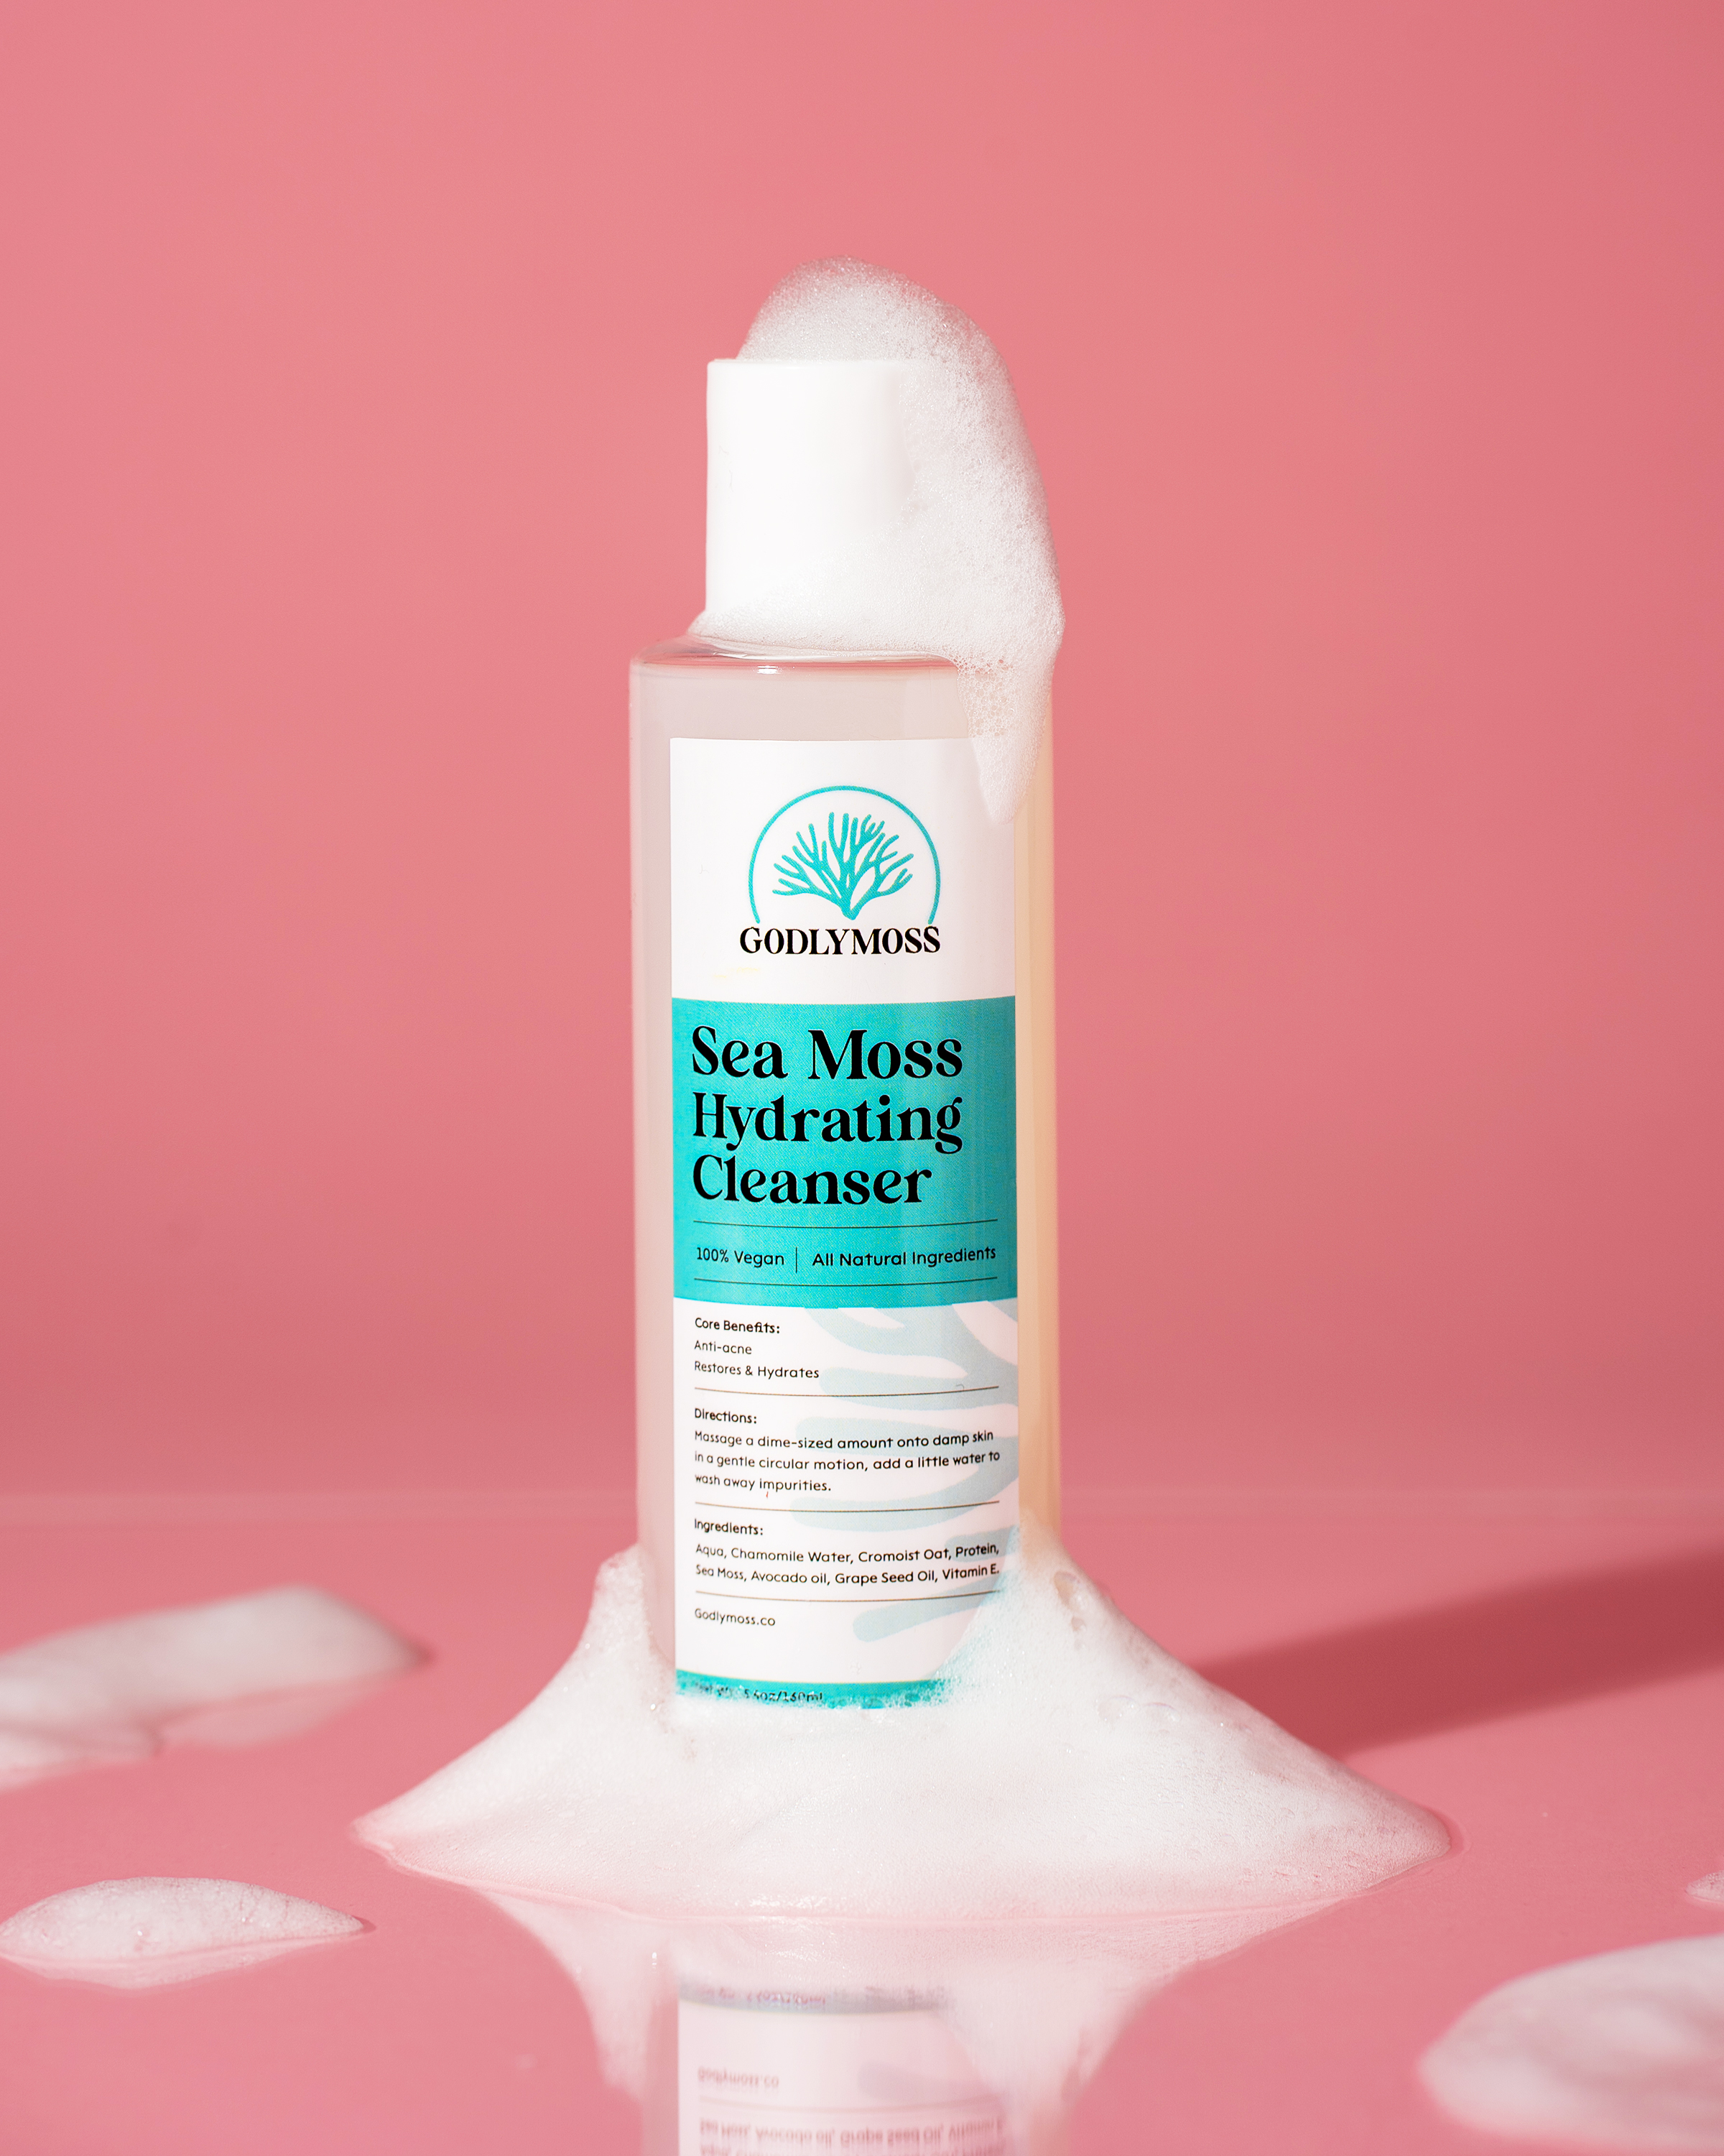 GODLYMOSS
Sea Moss
Hydrating
Cleanser
100% Vegan | All Natural Ingredients
Core Benefits:
Anti-acne
Restores & Hydrates
Directions:
Massage a dime-sized amount onto damp skin
in a gentle circular motion, add a little water to
wash away impurities.
Ingredients:
Aqua, Chamomile Water, Cromoist Oat, Protein,
Sea Moss, Avocado oil, Grape Seed Oil, Vitamin E.
Godlymoss.co